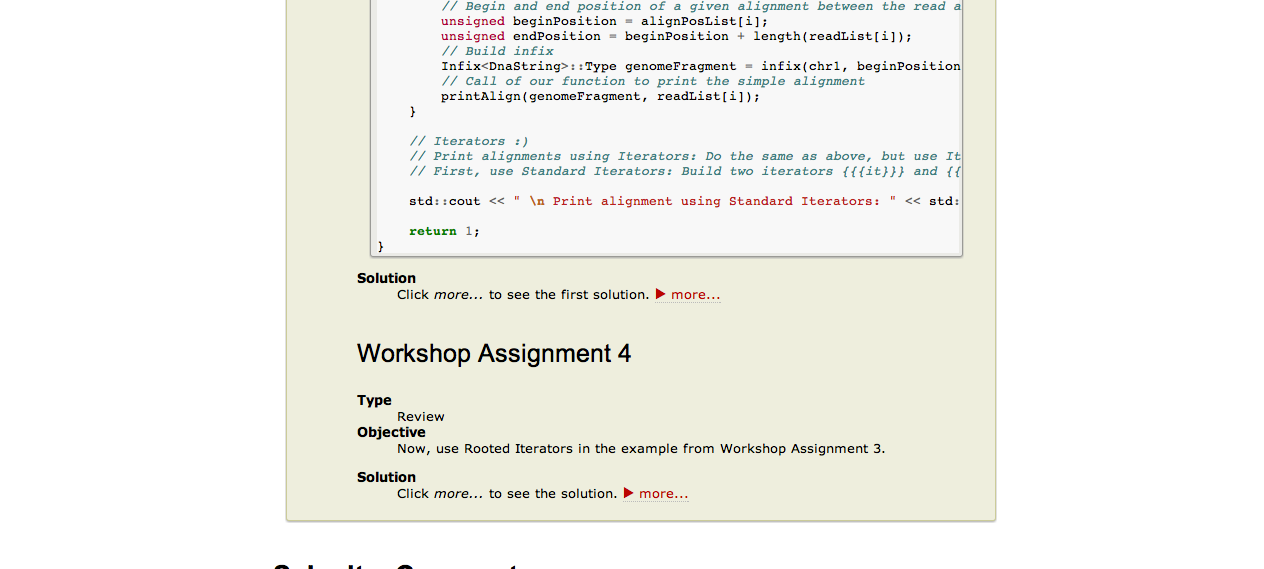 // Begin and end position of a given alignment between the read a
unsigned beginPosition = alignPosList[i];
unsigned endPosition = beginPosition + length(readList[i]);
// Build infix
Infix<DnaString>::Type genomeFragment = infix(chr1, beginPosition
// Call of our function to print the simple alignment
printAlign(genomeFragment, readList[i]);
}
// Iterators :)
// Print alignments using Iterators: Do the same as above, but use It
// First, use Standard Iterators: Build two iterators {{{it}}} and {{
std::cout << " \n Print alignment using Standard Iterators: " << std:
return 1;
}
Solution
Click more... to see the first solution. ▶ more...
Workshop Assignment 4
Type
Review
Objective
Now, use Rooted Iterators in the example from Workshop Assignment 3.
Solution
Click more... to see the solution. ▶ more...